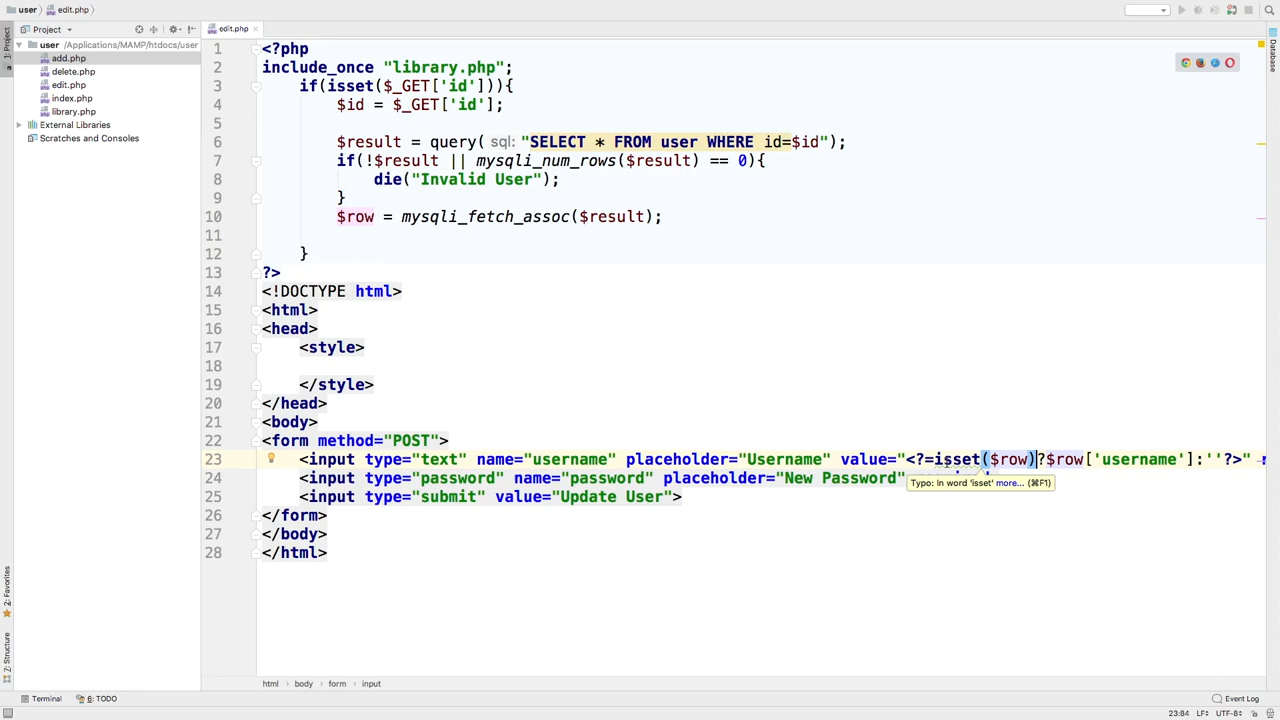 user
edit.php
Project
edit.php
1: Project
Database
user /Applications/MAMP/htdocs/user
add.php
delete.php
edit.php
index.php
library.php
External Libraries
Scratches and Consoles
1 <?php
2 include_once "library.php";
3 if(isset($_GET['id'])){
4 $id = $_GET['id'];
5
6 $result = query( sql: "SELECT * FROM user WHERE id=$id");
7 if(!$result || mysqli_num_rows($result) == 0){
8 die("Invalid User");
9 }
10 $row = mysqli_fetch_assoc($result);
11
12 }
13 ?>
14 <!DOCTYPE html>
15 <html>
16 <head>
17 <style>
18
19 </style>
20 </head>
21 <body>
22 <form method="POST">
23 <input type="text" name="username" placeholder="Username" value="<?=isset($row)?$row['username']:''?>"
24 <input type="password" name="password" placeholder="New Password"
Typo: In word 'isset' more... (⌘F1)
25 <input type="submit" value="Update User">
26 </form>
27 </body>
28 </html>
2: Favorites
7: Structure
html body form input
Terminal
6: TODO
Event Log
23:84 LF÷ UTF-8÷